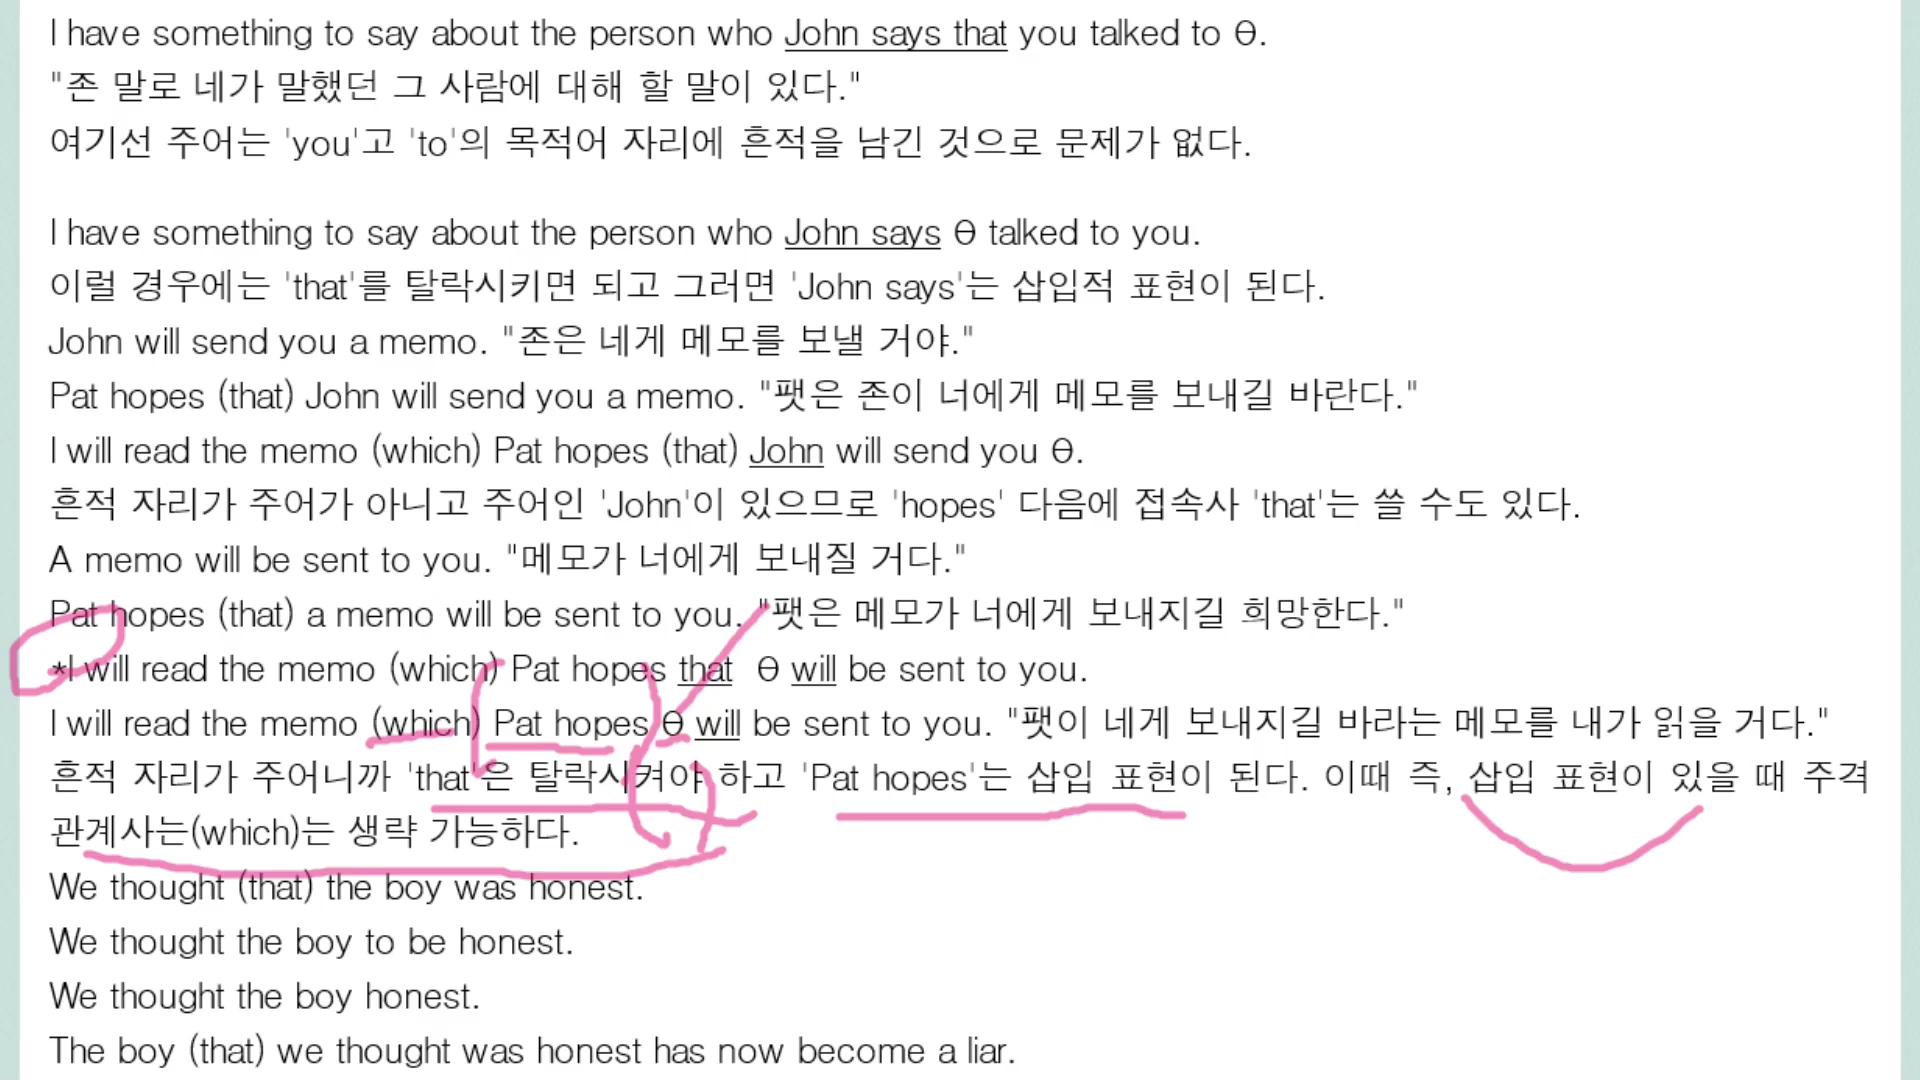 I have something to say about the person who John says that you talked to Θ.
"존 말로 네가 말했던 그 사람에 대해 할 말이 있다."
여기선 주어는 'you'고 'to'의 목적어 자리에 흔적을 남긴 것으로 문제가 없다.
I have something to say about the person who John says Θ talked to you.
이럴 경우에는 'that'를 탈락시키면 되고 그러면 'John says'는 삽입적 표현이 된다.
John will send you a memo. "존은 네게 메모를 보낼 거야."
Pat hopes (that) John will send you a memo. "팻은 존이 너에게 메모를 보내길 바란다."
I will read the memo (which) Pat hopes (that) John will send you Θ.
흔적 자리가 주어가 아니고 주어인 'John'이 있으므로 'hopes' 다음에 접속사 'that'는 쓸 수도 있다.
A memo will be sent to you. "메모가 너에게 보내질 거다."
Pat hopes (that) a memo will be sent to you. "팻은 메모가 너에게 보내지길 희망한다."
*I will read the memo (which) Pat hopes that Θ will be sent to you.
I will read the memo (which) Pat hopes Θ will be sent to you. "팻이 네게 보내지길 바라는 메모를 내가 읽을 거다."
흔적 자리가 주어니까 'that'은 탈락시켜야 하고 'Pat hopes'는 삽입 표현이 된다. 이때 즉, 삽입 표현이 있을 때 주격
관계사는(which)는 생략 가능하다.
We thought (that) the boy was honest.
We thought the boy to be honest.
We thought the boy honest.
The boy (that) we thought was honest has now become a liar.